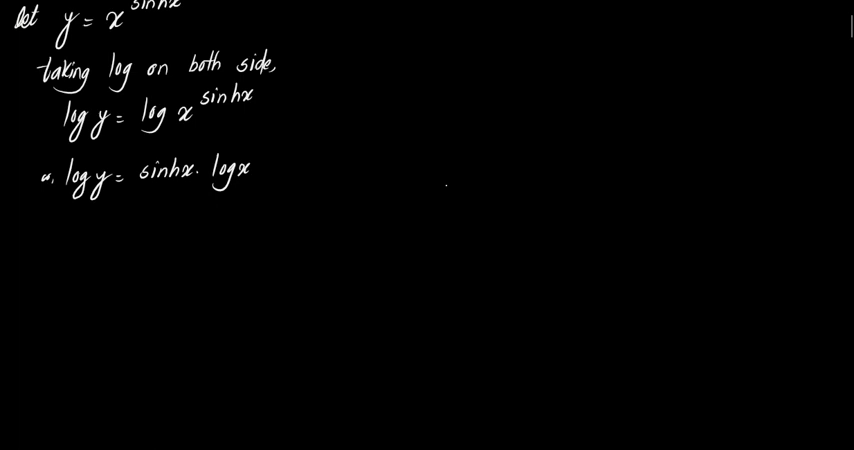 Let y = x^sinhx
taking log on both side,
log y = log x^sinhx
or, log y = sinhx · logx